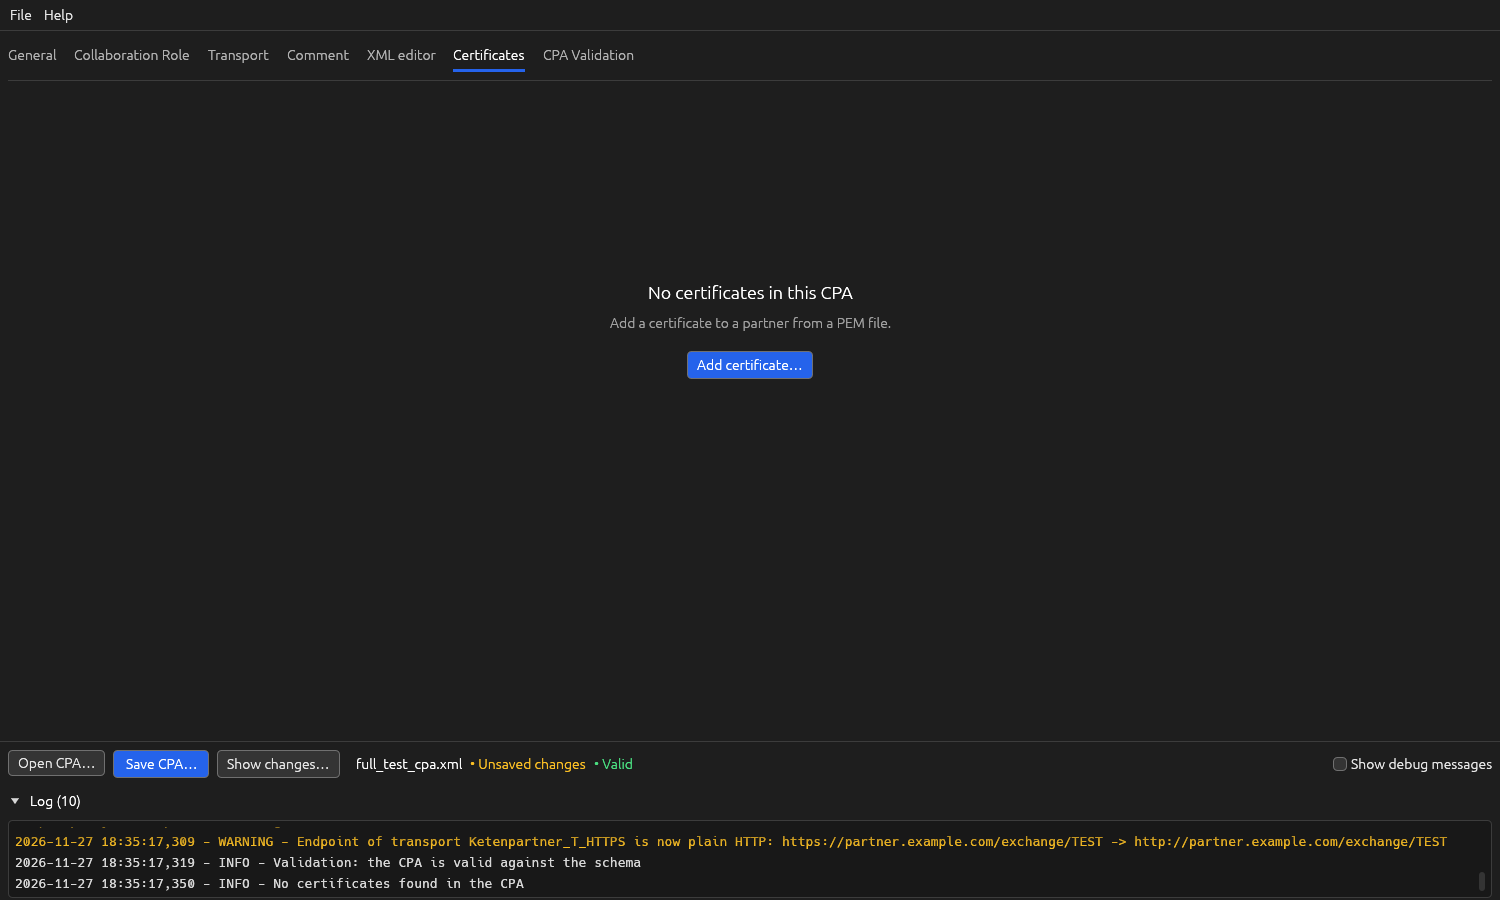 File Help
General Collaboration Role Transport Comment XML editor Certificates CPA Validation
No certificates in this CPA
Add a certificate to a partner from a PEM file.
Add certificate...
Open CPA... Save CPA... Show changes... full_test_cpa.xml • Unsaved changes • Valid Show debug messages
Log (10)
2026-11-27 18:35:17,309 - WARNING - Endpoint of transport Ketenpartner_T_HTTPS is now plain HTTP: https://partner.example.com/exchange/TEST -> http://partner.example.com/exchange/TEST
2026-11-27 18:35:17,319 - INFO - Validation: the CPA is valid against the schema
2026-11-27 18:35:17,350 - INFO - No certificates found in the CPA